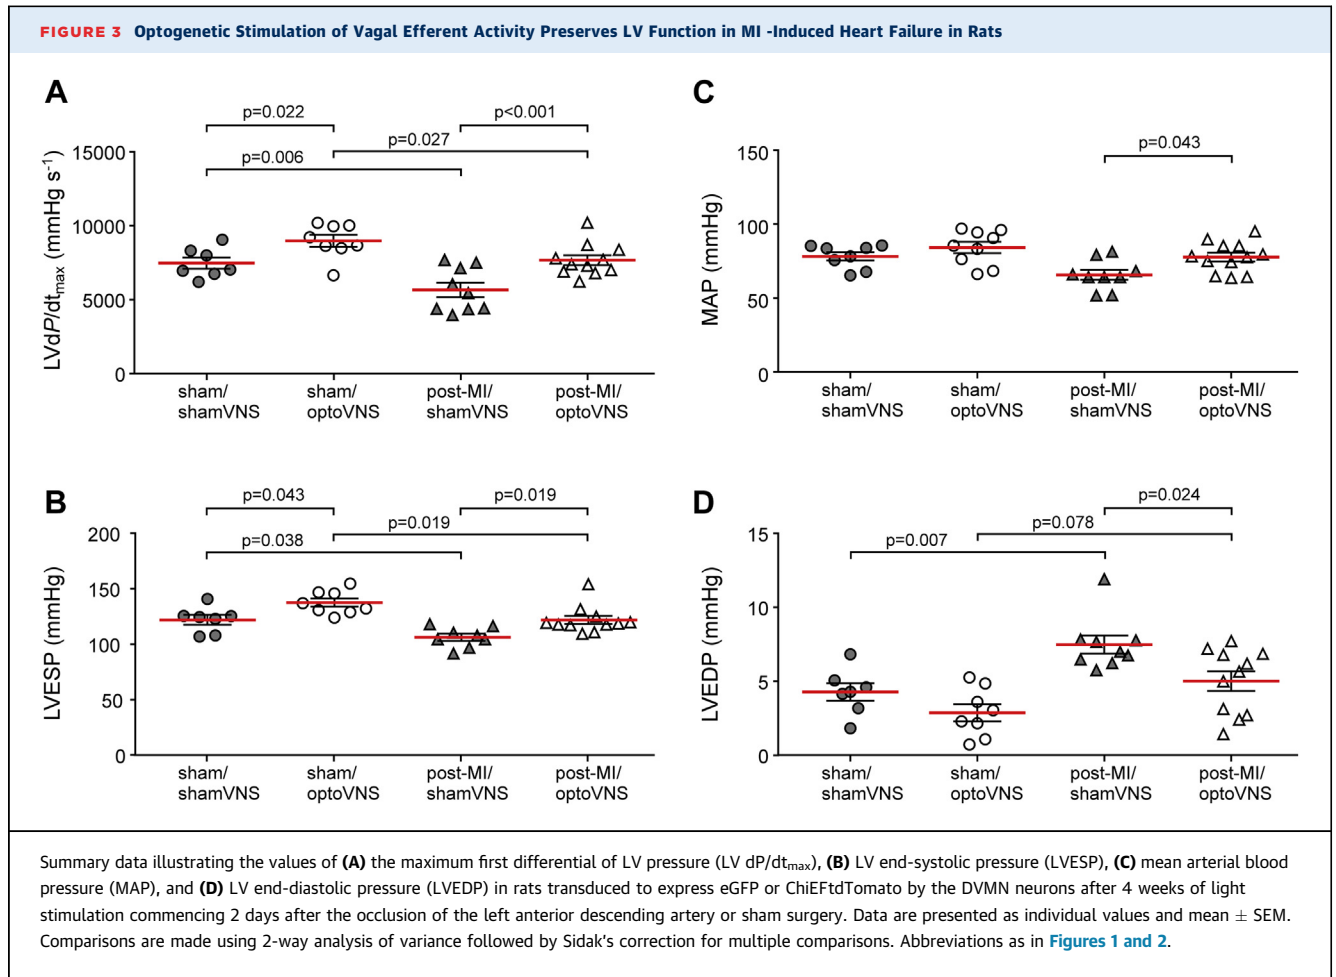 FIGURE 3 Optogenetic Stimulation of Vagal Efferent Activity Preserves LV Function in MI -Induced Heart Failure in Rats
A
p=0.022
p<0.001
p=0.027
p=0.006
LVdP/dtmax (mmHg s-1)
15000
10000
5000
0
sham/
shamVNS
sham/
optoVNS
post-MI/
shamVNS
post-MI/
optoVNS
C
p=0.043
MAP (mmHg)
150
100
50
0
sham/
shamVNS
sham/
optoVNS
post-MI/
shamVNS
post-MI/
optoVNS
B
p=0.043
p=0.019
p=0.019
p=0.038
LVESP (mmHg)
200
150
100
50
0
sham/
shamVNS
sham/
optoVNS
post-MI/
shamVNS
post-MI/
optoVNS
D
p=0.024
p=0.078
p=0.007
LVEDP (mmHg)
15
10
5
0
sham/
shamVNS
sham/
optoVNS
post-MI/
shamVNS
post-MI/
optoVNS
Summary data illustrating the values of (A) the maximum first differential of LV pressure (LV dP/dtmax), (B) LV end-systolic pressure (LVESP), (C) mean arterial blood
pressure (MAP), and (D) LV end-diastolic pressure (LVEDP) in rats transduced to express eGFP or ChiEFtdTomato by the DVMN neurons after 4 weeks of light
stimulation commencing 2 days after the occlusion of the left anterior descending artery or sham surgery. Data are presented as individual values and mean ± SEM.
Comparisons are made using 2-way analysis of variance followed by Sidak's correction for multiple comparisons. Abbreviations as in Figures 1 and 2.